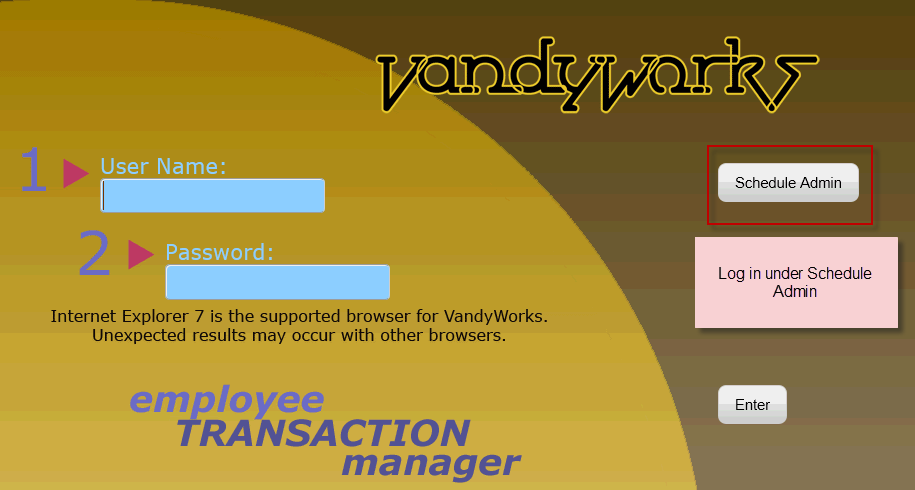 vandyworks
1 User Name:
Schedule Admin
2 Password:
Log in under Schedule
Admin
Internet Explorer 7 is the supported browser for VandyWorks.
Unexpected results may occur with other browsers.
employee
TRANSACTION
manager
Enter